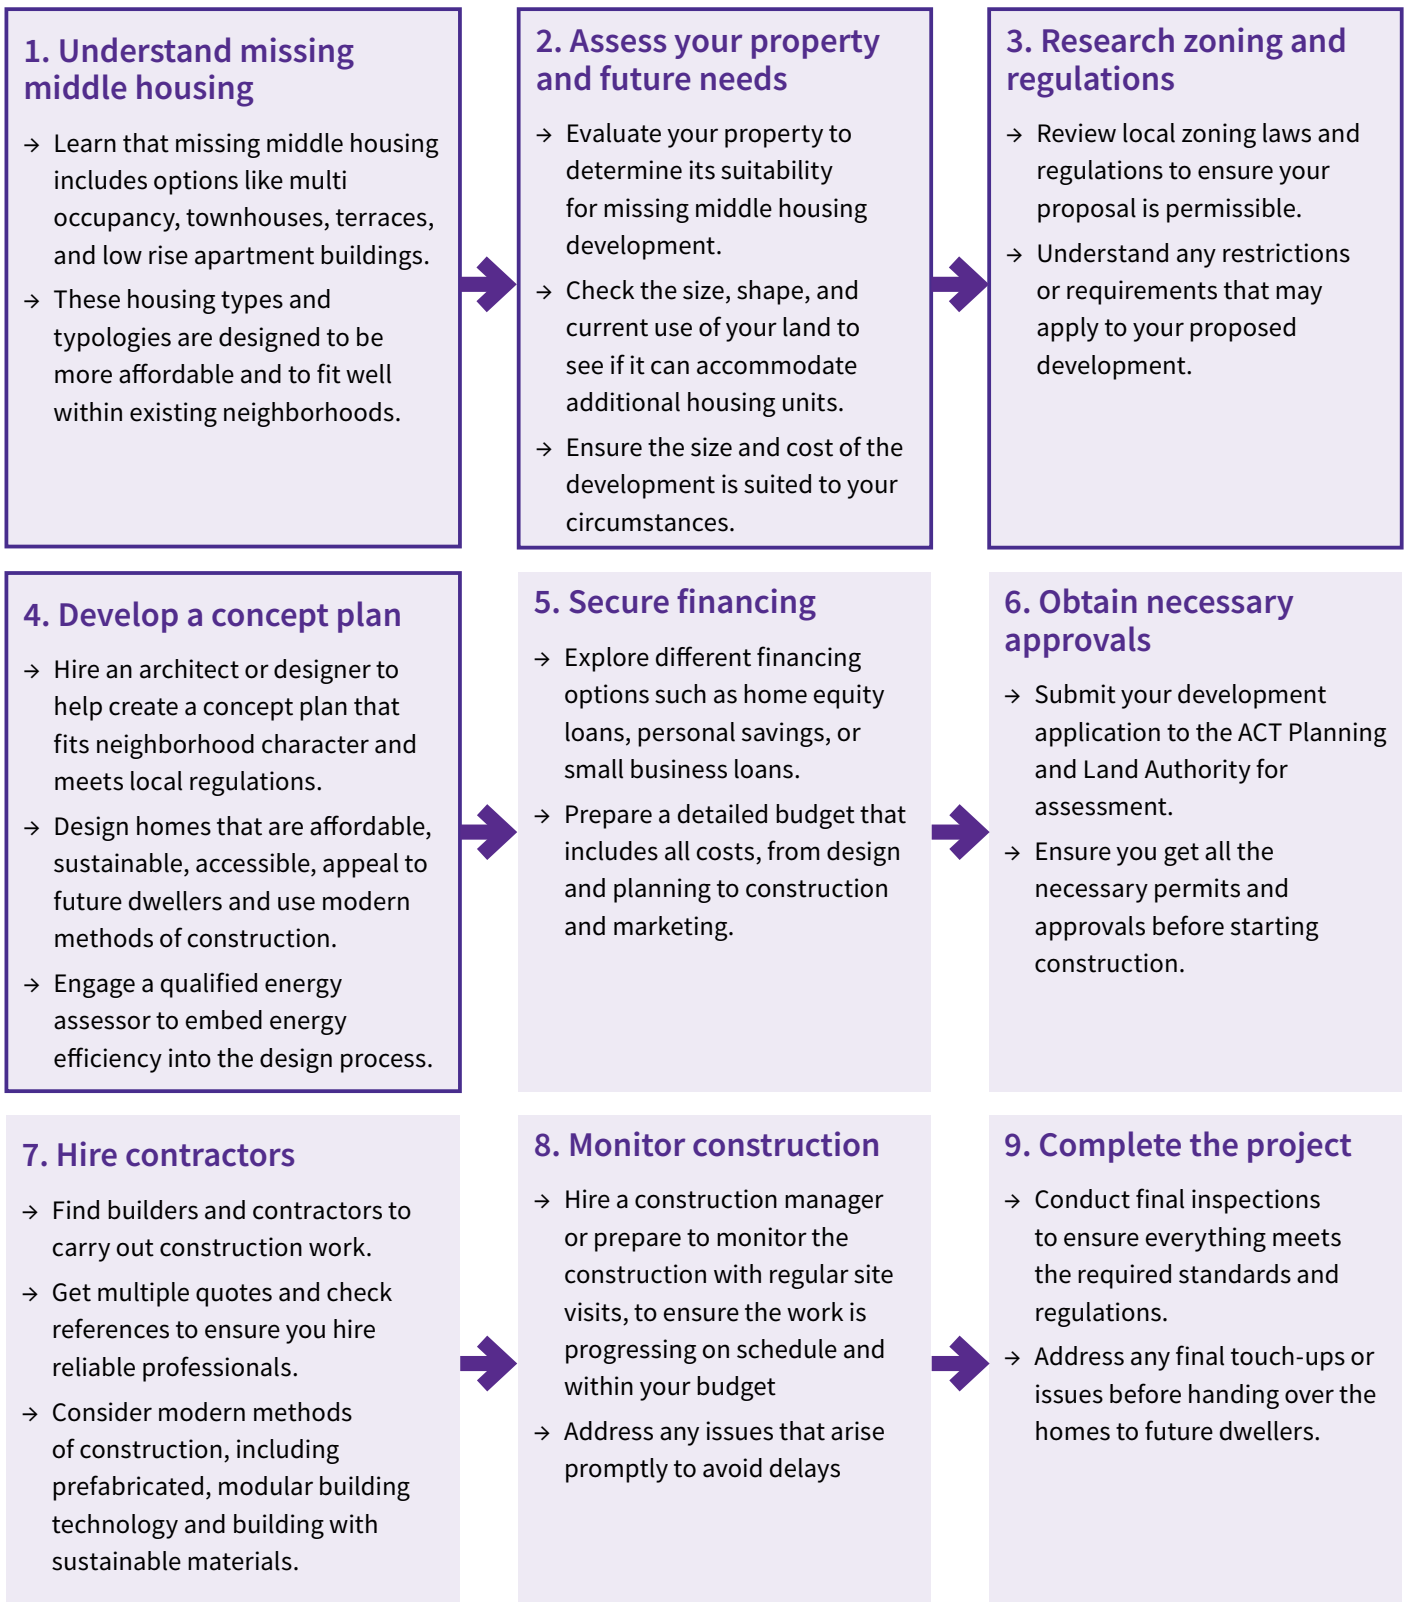 1. Understand missing
middle housing
→ Learn that missing middle housing
includes options like multi
occupancy, townhouses, terraces,
and low rise apartment buildings.
→ These housing types and
typologies are designed to be
more affordable and to fit well
within existing neighborhoods.
2. Assess your property
and future needs
→ Evaluate your property to
determine its suitability
for missing middle housing
development.
→ Check the size, shape, and
current use of your land to
see if it can accommodate
additional housing units.
→ Ensure the size and cost of the
development is suited to your
circumstances.
3. Research zoning and
regulations
→ Review local zoning laws and
regulations to ensure your
proposal is permissible.
→ Understand any restrictions
or requirements that may
apply to your proposed
development.
4. Develop a concept plan
→ Hire an architect or designer to
help create a concept plan that
fits neighborhood character and
meets local regulations.
→ Design homes that are affordable,
sustainable, accessible, appeal to
future dwellers and use modern
methods of construction.
→ Engage a qualified energy
assessor to embed energy
efficiency into the design process.
5. Secure financing
→ Explore different financing
options such as home equity
loans, personal savings, or
small business loans.
→ Prepare a detailed budget that
includes all costs, from design
and planning to construction
and marketing.
6. Obtain necessary
approvals
→ Submit your development
application to the ACT Planning
and Land Authority for
assessment.
→ Ensure you get all the
necessary permits and
approvals before starting
construction.
7. Hire contractors
→ Find builders and contractors to
carry out construction work.
→ Get multiple quotes and check
references to ensure you hire
reliable professionals.
→ Consider modern methods
of construction, including
prefabricated, modular building
technology and building with
sustainable materials.
8. Monitor construction
→ Hire a construction manager
or prepare to monitor the
construction with regular site
visits, to ensure the work is
progressing on schedule and
within your budget
→ Address any issues that arise
promptly to avoid delays
9. Complete the project
→ Conduct final inspections
to ensure everything meets
the required standards and
regulations.
→ Address any final touch-ups or
issues before handing over the
homes to future dwellers.